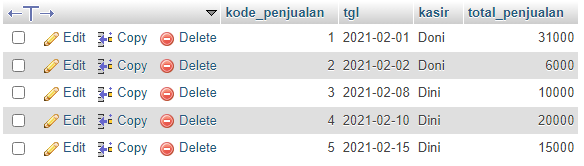 kode_penjualan tgl kasir total_penjualan
Edit Copy Delete 1 2021-02-01 Doni 31000
Edit Copy Delete 2 2021-02-02 Doni 6000
Edit Copy Delete 3 2021-02-08 Dini 10000
Edit Copy Delete 4 2021-02-10 Dini 20000
Edit Copy Delete 5 2021-02-15 Dini 15000